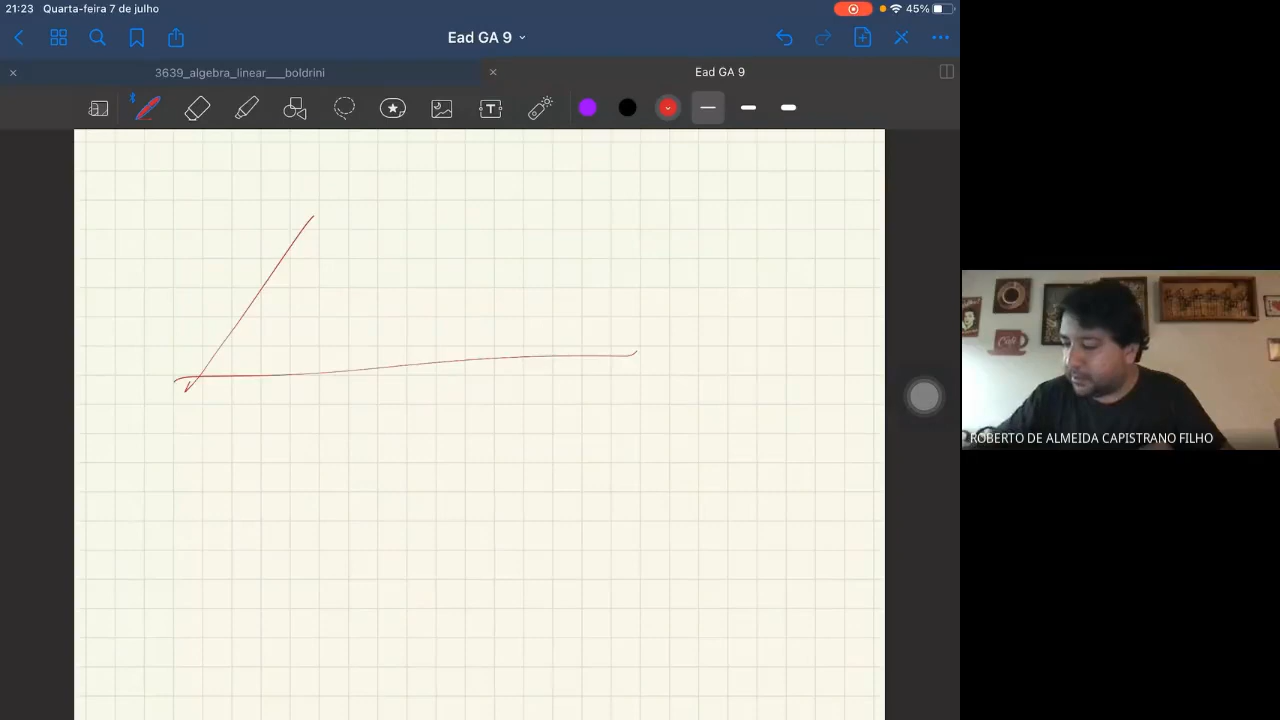 21:23 Quarta-feira 7 de julho 45%
Ead GA 9
3639_algebra_linear___boldrini
Ead GA 9
T
Café
ROBERTO DE ALMEIDA CAPISTRANO FILHO